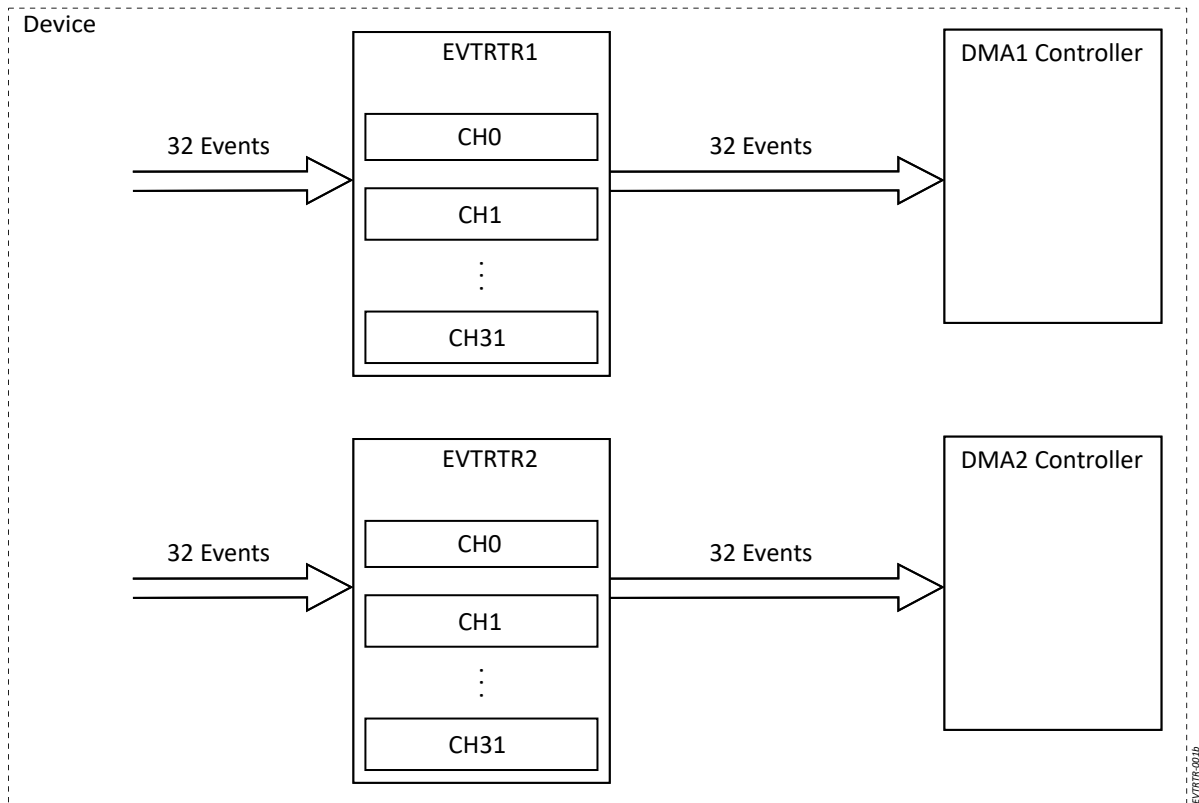 Device
EVTRTR1
DMA1 Controller
CH0
32 Events
32 Events
CH1
⋮
CH31
EVTRTR2
DMA2 Controller
CH0
32 Events
32 Events
CH1
⋮
CH31
EVTRTR-001b